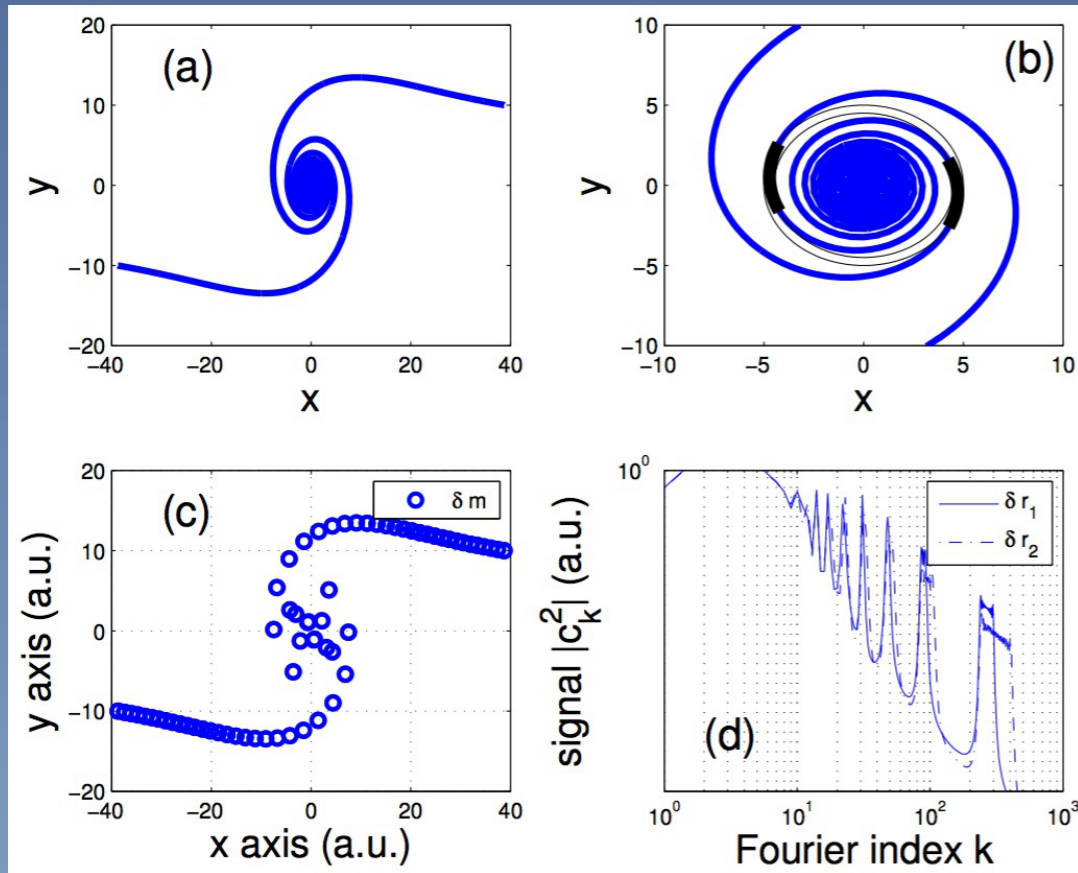 (a)
20
10
0
−10
−20
−40 −20 0 20 40
y
x
(b)
10
5
0
−5
−10
−10 −5 0 5 10
y
x
(c)
δ m
20
10
0
−10
−20
−40 −20 0 20 40
y axis (a.u.)
x axis (a.u.)
(d)
δ r₁
δ r₂
10⁰
10⁰ 10¹ 10² 10³
signal |c²ₖ| (a.u.)
Fourier index k